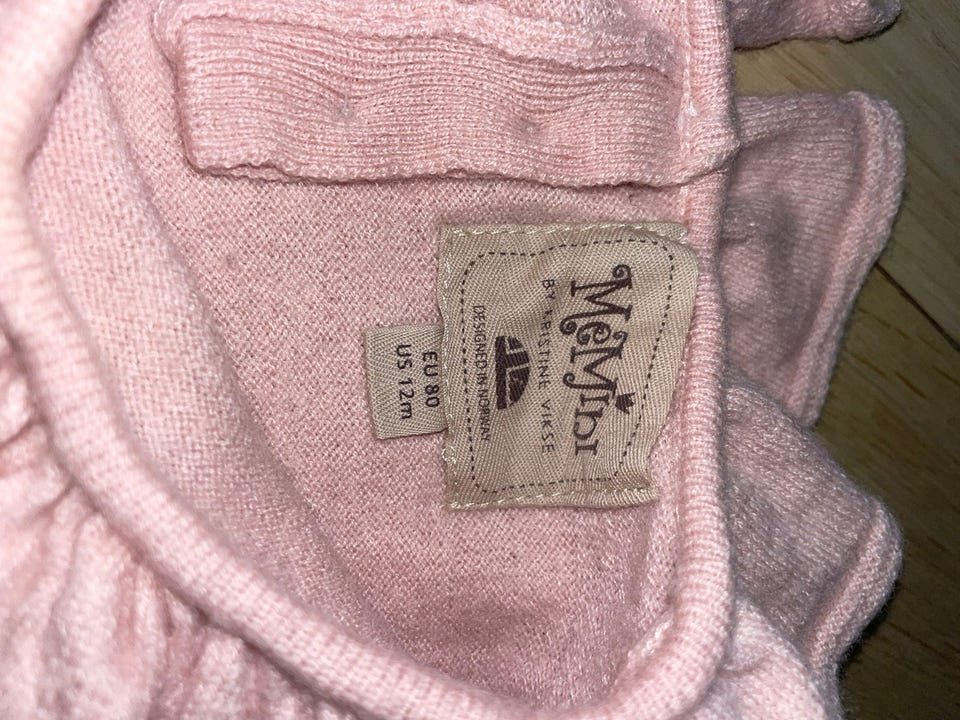 MeMini
BY KRISTINE VIKSE
DESIGNED IN NORWAY
EU 80
US 12m